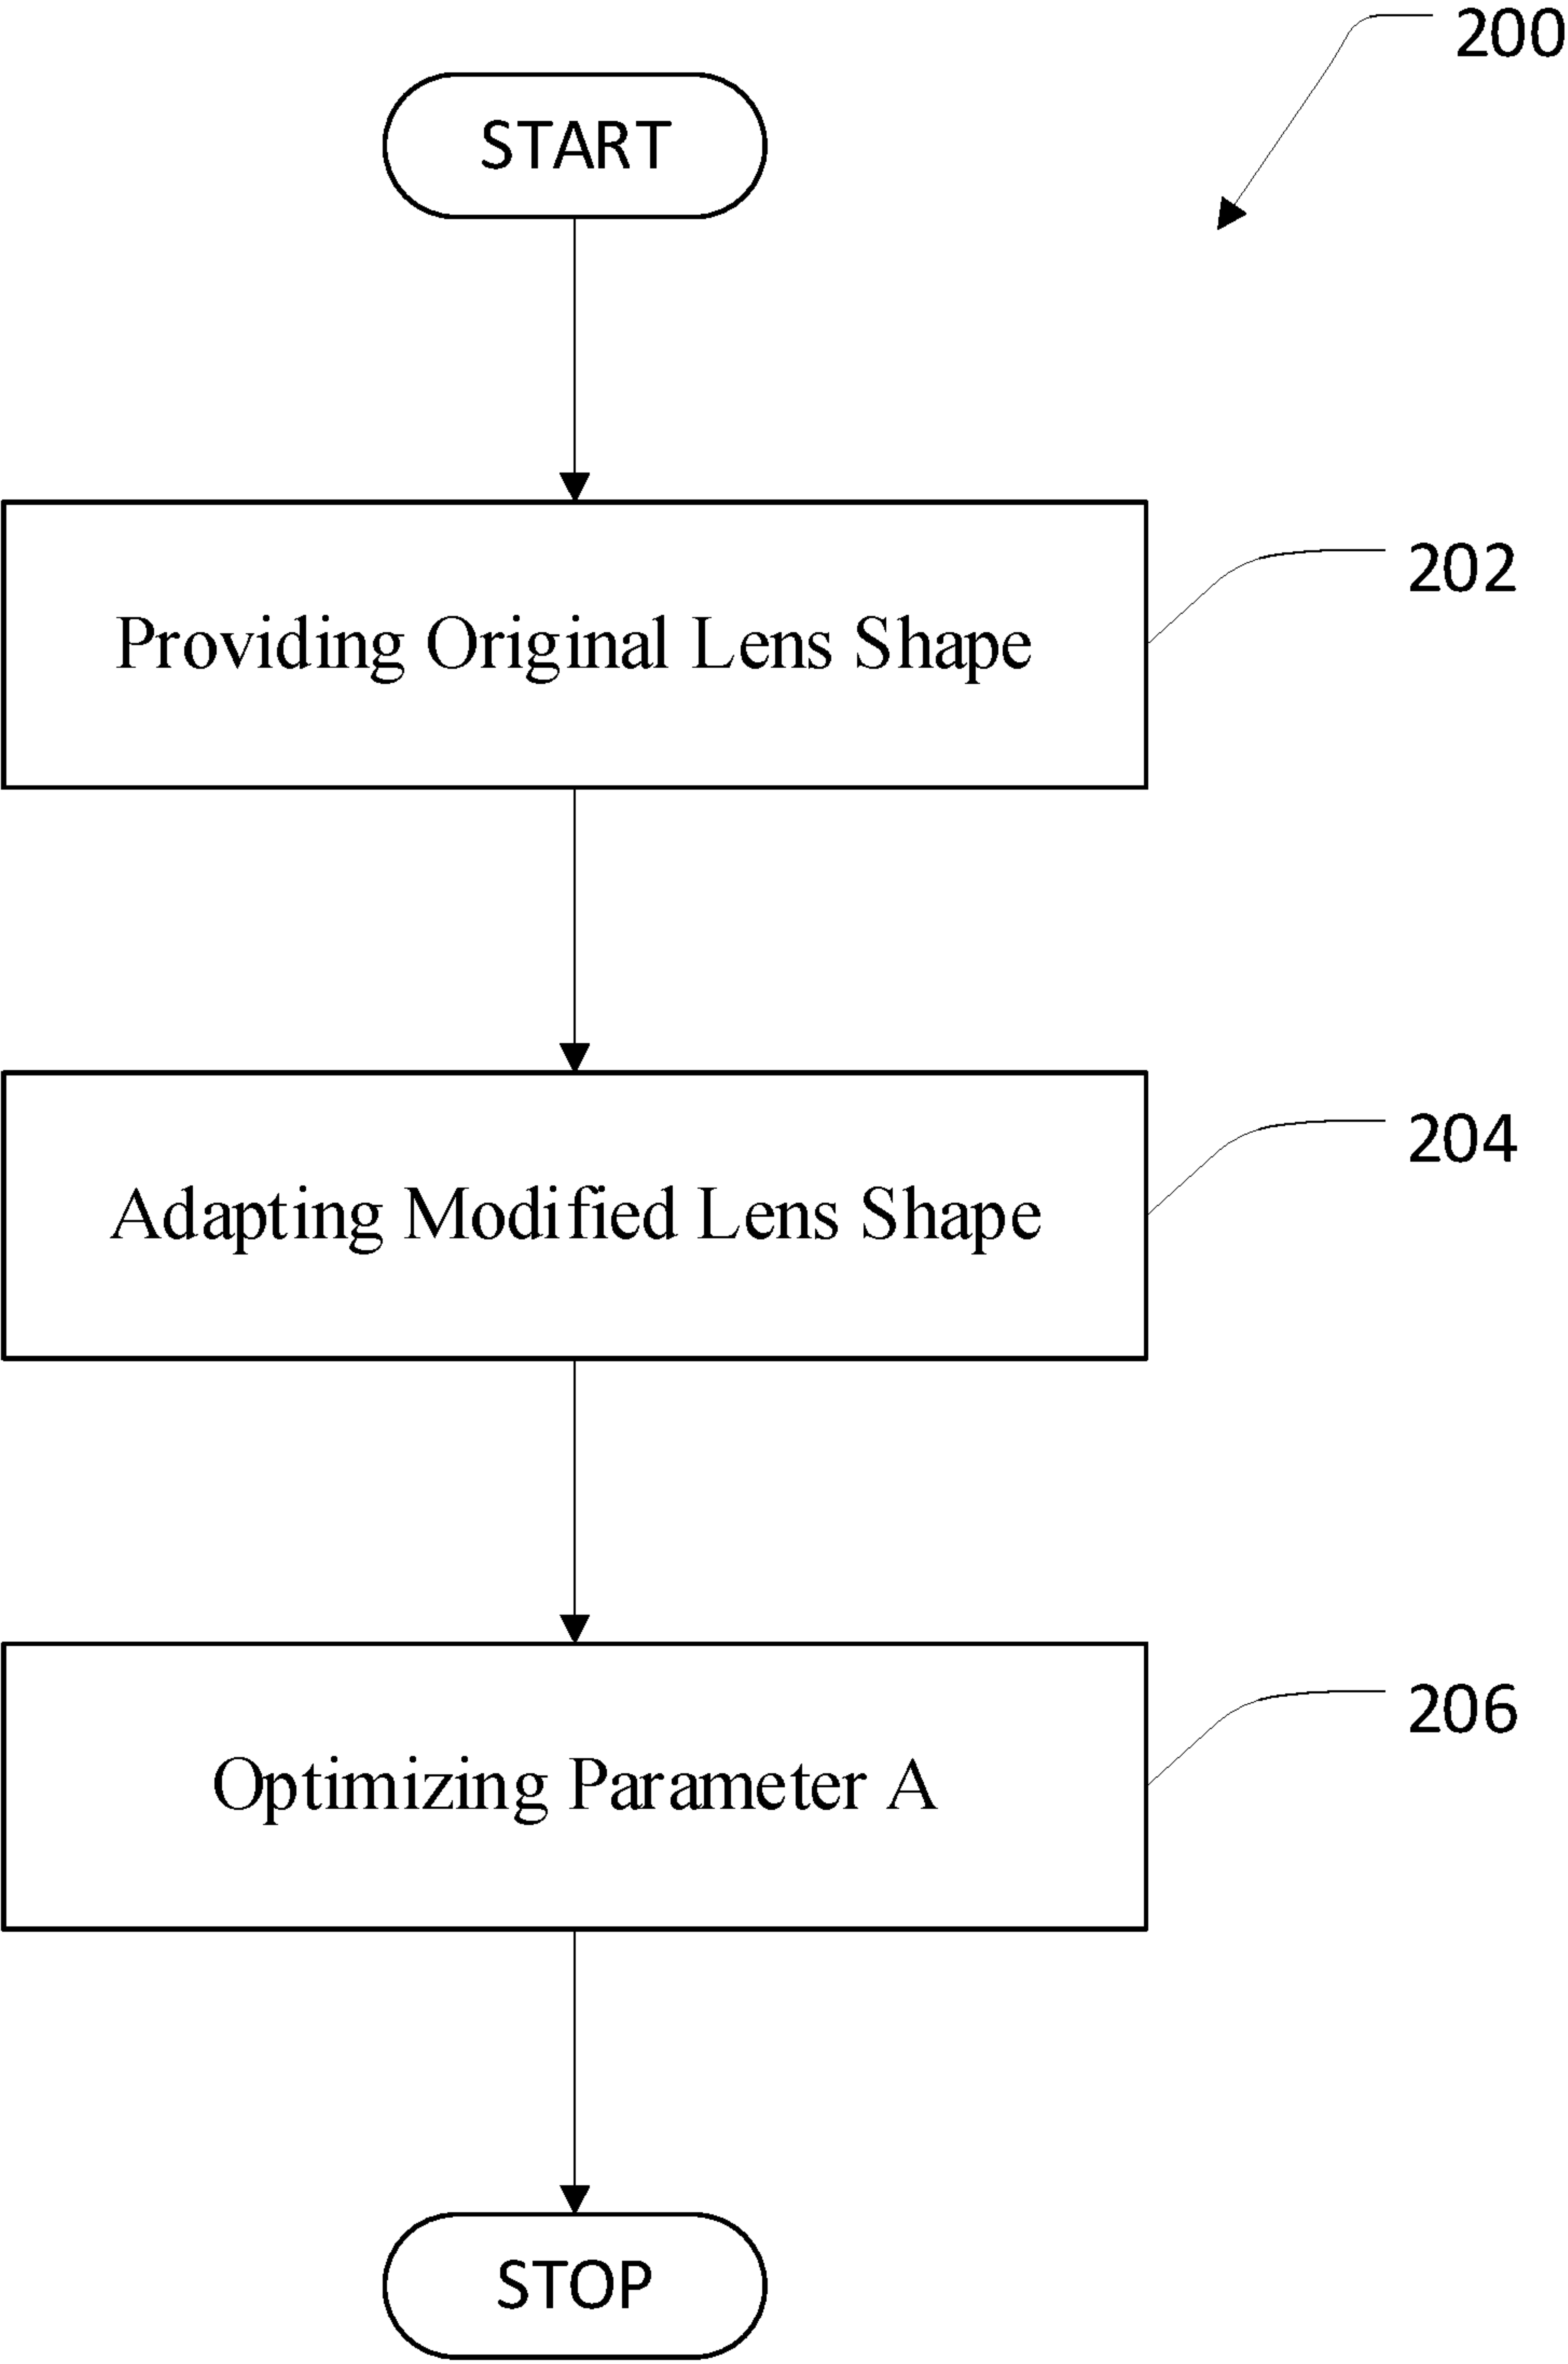 200
START
Providing Original Lens Shape
202
Adapting Modified Lens Shape
204
Optimizing Parameter A
206
STOP